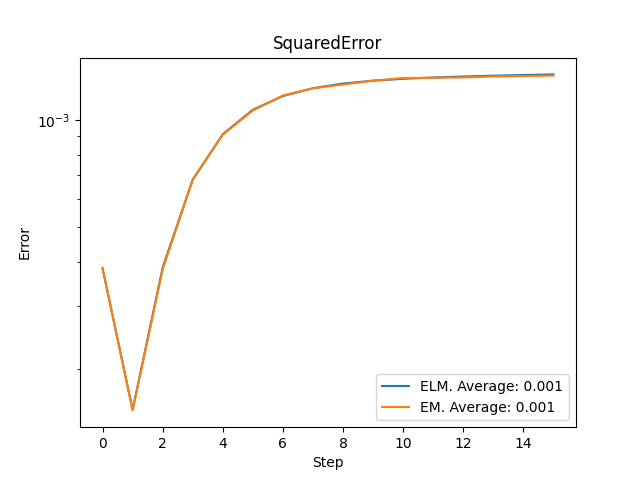 SquaredError
10⁻³
Error
0 2 4 6 8 10 12 14
Step
ELM. Average: 0.001
EM. Average: 0.001